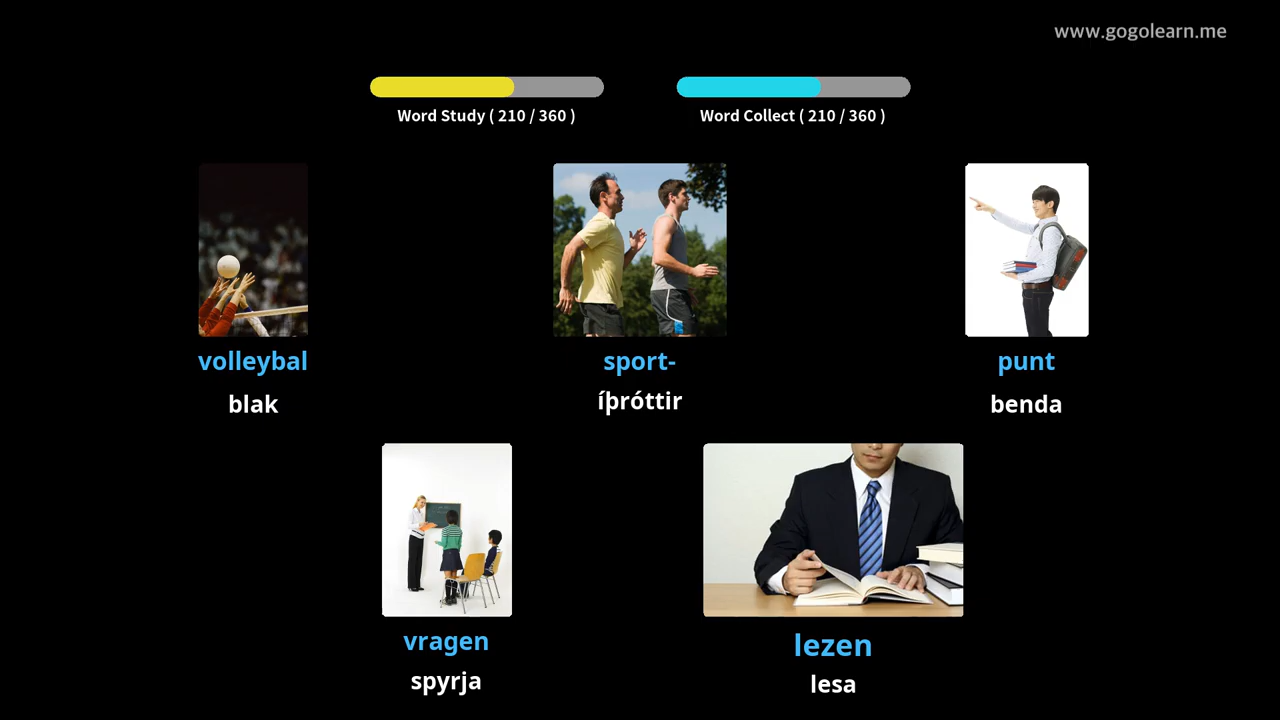 www.gogolearn.me
Word Study ( 210 / 360 )
Word Collect ( 210 / 360 )
volleybal
sport-
punt
blak
íþróttir
benda
vragen
lezen
spyrja
lesa